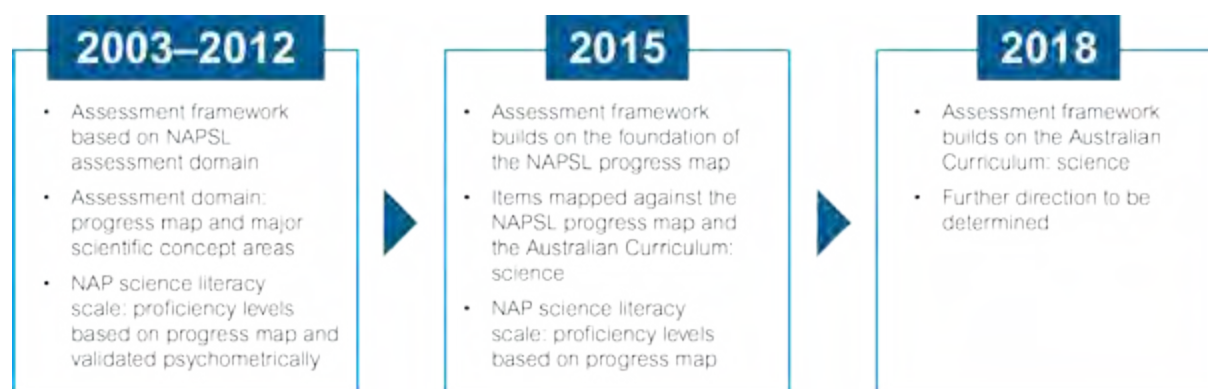 2003–2012
• Assessment framework
based on NAPSL
assessment domain
• Assessment domain:
progress map and major
scientific concept areas
• NAP science literacy
scale: proficiency levels
based on progress map and
validated psychometrically
2015
• Assessment framework
builds on the foundation of
the NAPSL progress map
• Items mapped against the
NAPSL progress map and
the Australian Curriculum:
science
• NAP science literacy
scale: proficiency levels
based on progress map
2018
• Assessment framework
builds on the Australian
Curriculum: science
• Further direction to be
determined